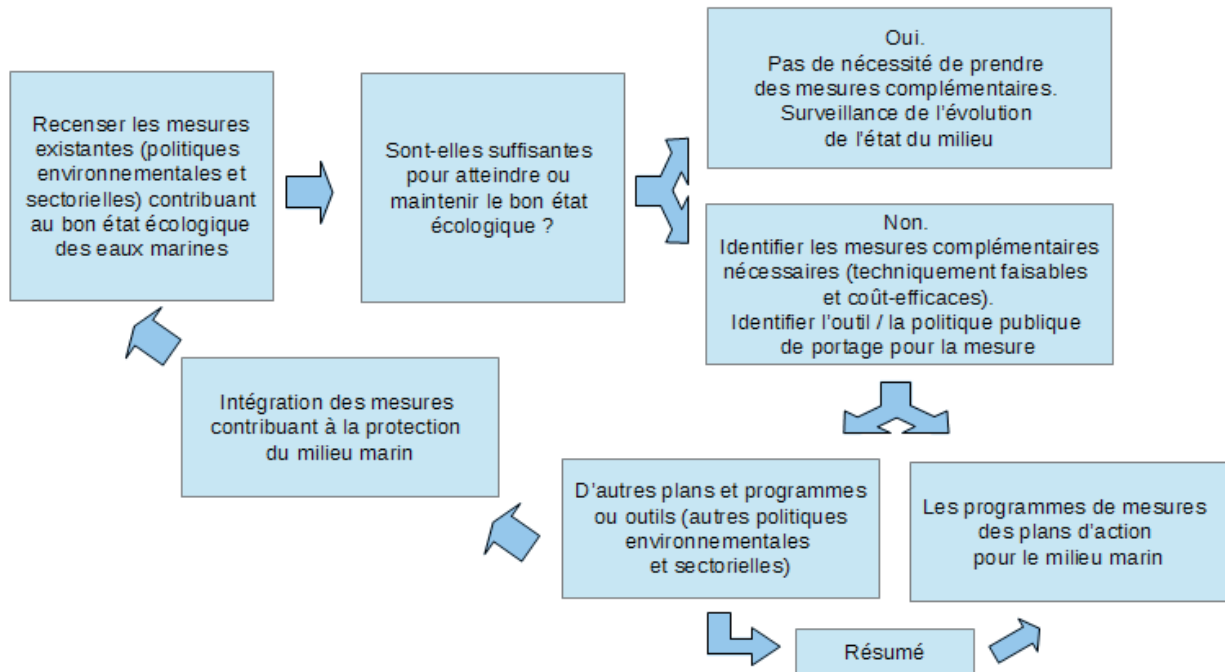 Recenser les mesures
existantes (politiques
environnementales et
sectorielles) contribuant
au bon état écologique
des eaux marines
Sont-elles suffisantes
pour atteindre ou
maintenir le bon état
écologique ?
Oui.
Pas de nécessité de prendre
des mesures complémentaires.
Surveillance de l'évolution
de l'état du milieu
Non.
Identifier les mesures complémentaires
nécessaires (techniquement faisables
et coût-efficaces).
Identifier l'outil / la politique publique
de portage pour la mesure
Intégration des mesures
contribuant à la protection
du milieu marin
D'autres plans et programmes
ou outils (autres politiques
environnementales
et sectorielles)
Les programmes de mesures
des plans d'action
pour le milieu marin
Résumé